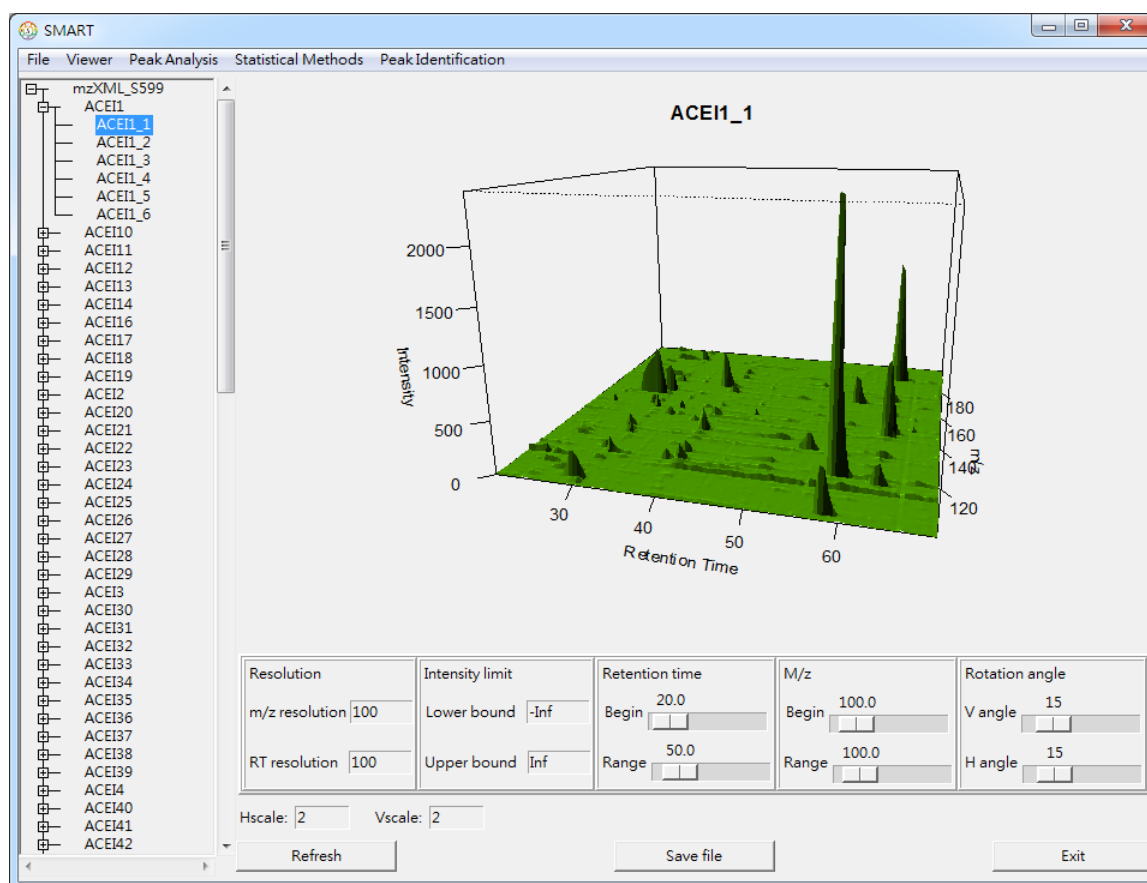 SMART
File Viewer Peak Analysis Statistical Methods Peak Identification
mzXML_S599
ACEI1
ACEI1_1
ACEI1_2
ACEI1_3
ACEI1_4
ACEI1_5
ACEI1_6
ACEI10
ACEI11
ACEI12
ACEI13
ACEI14
ACEI16
ACEI17
ACEI18
ACEI19
ACEI2
ACEI20
ACEI21
ACEI22
ACEI23
ACEI24
ACEI25
ACEI26
ACEI27
ACEI28
ACEI29
ACEI3
ACEI30
ACEI31
ACEI32
ACEI33
ACEI34
ACEI35
ACEI36
ACEI37
ACEI38
ACEI39
ACEI4
ACEI40
ACEI41
ACEI42
ACEI1_1
2000
1500
1000
500
0
Intensity
30
40
50
60
Retention Time
180
160
140
120
mz
Resolution
m/z resolution 100
RT resolution 100
Intensity limit
Lower bound -Inf
Upper bound Inf
Retention time
20.0
Begin
50.0
Range
M/z
100.0
Begin
100.0
Range
Rotation angle
15
V angle
15
H angle
Hscale: 2 Vscale: 2
Refresh Save file Exit